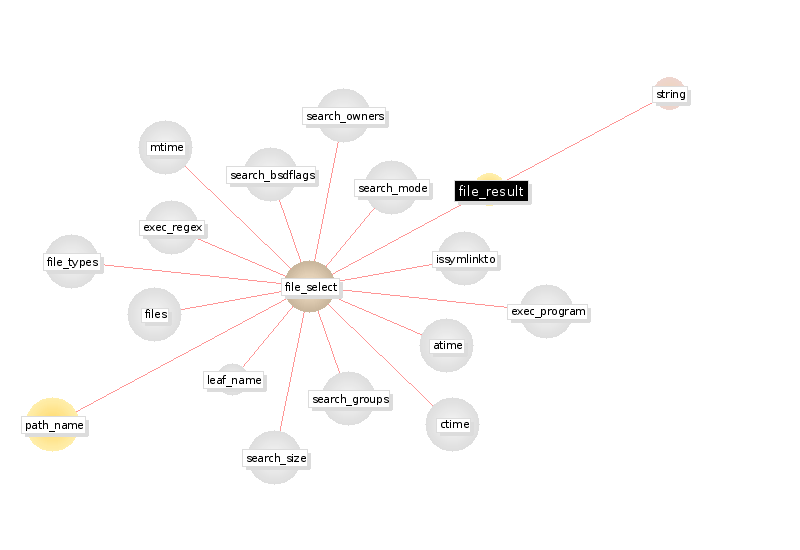 string
search_owners
mtime
search_bsdflags
search_mode
file_result
exec_regex
file_types
issymlinkto
file_select
files
exec_program
atime
leaf_name
search_groups
path_name
ctime
search_size